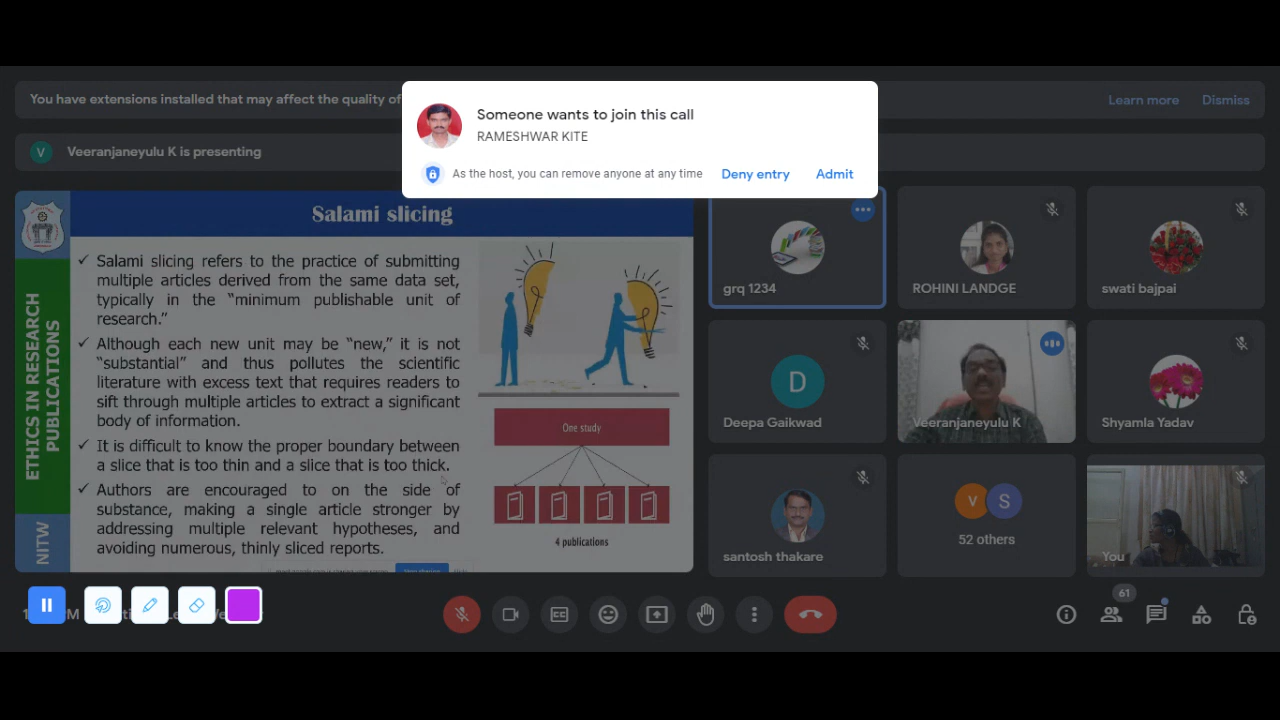 You have extensions installed that may affect the quality of
Learn more
Dismiss
Someone wants to join this call
RAMESHWAR KITE
As the host, you can remove anyone at any time
Deny entry
Admit
V
Veeranjaneyulu K is presenting
ETHICS IN RESEARCH
PUBLICATIONS
NITW
Salami slicing
✓ Salami slicing refers to the practice of submitting
multiple articles derived from the same data set,
typically in the “minimum publishable unit of
research.”
✓ Although each new unit may be “new,” it is not
“substantial” and thus pollutes the scientific
literature with excess text that requires readers to
sift through multiple articles to extract a significant
body of information.
✓ It is difficult to know the proper boundary between
a slice that is too thin and a slice that is too thick.
✓ Authors are encouraged to on the side of
substance, making a single article stronger by
addressing multiple relevant hypotheses, and
avoiding numerous, thinly sliced reports.
One study
4 publications
grq 1234
ROHINI LANDGE
swati bajpai
D
Deepa Gaikwad
Veeranjaneyulu K
Shyamla Yadav
santosh thakare
V S
52 others
You
CC
61